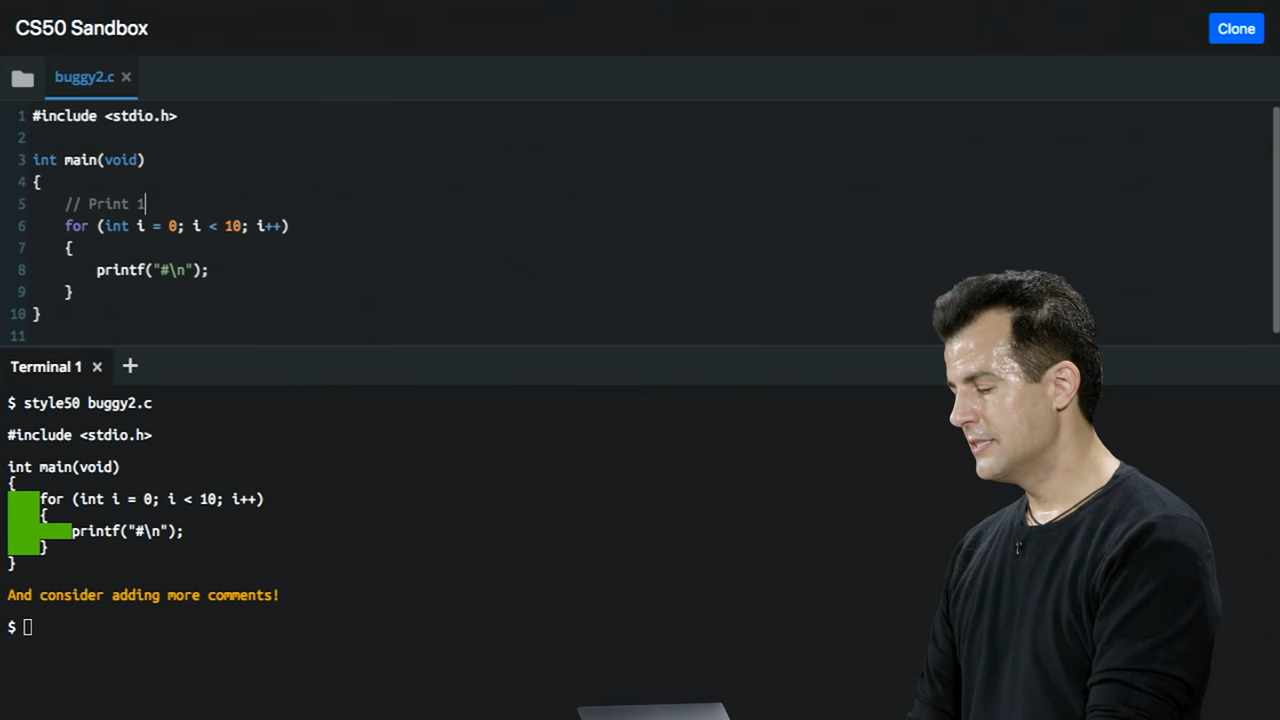 CS50 Sandbox
Clone
buggy2.c ×
1 #include <stdio.h>
2
3 int main(void)
4 {
5 // Print 1
6 for (int i = 0; i < 10; i++)
7 {
8 printf("#\n");
9 }
10 }
11
Terminal 1 × +
$ style50 buggy2.c
#include <stdio.h>
int main(void)
{
for (int i = 0; i < 10; i++)
{
printf("#\n");
}
}
And consider adding more comments!
$